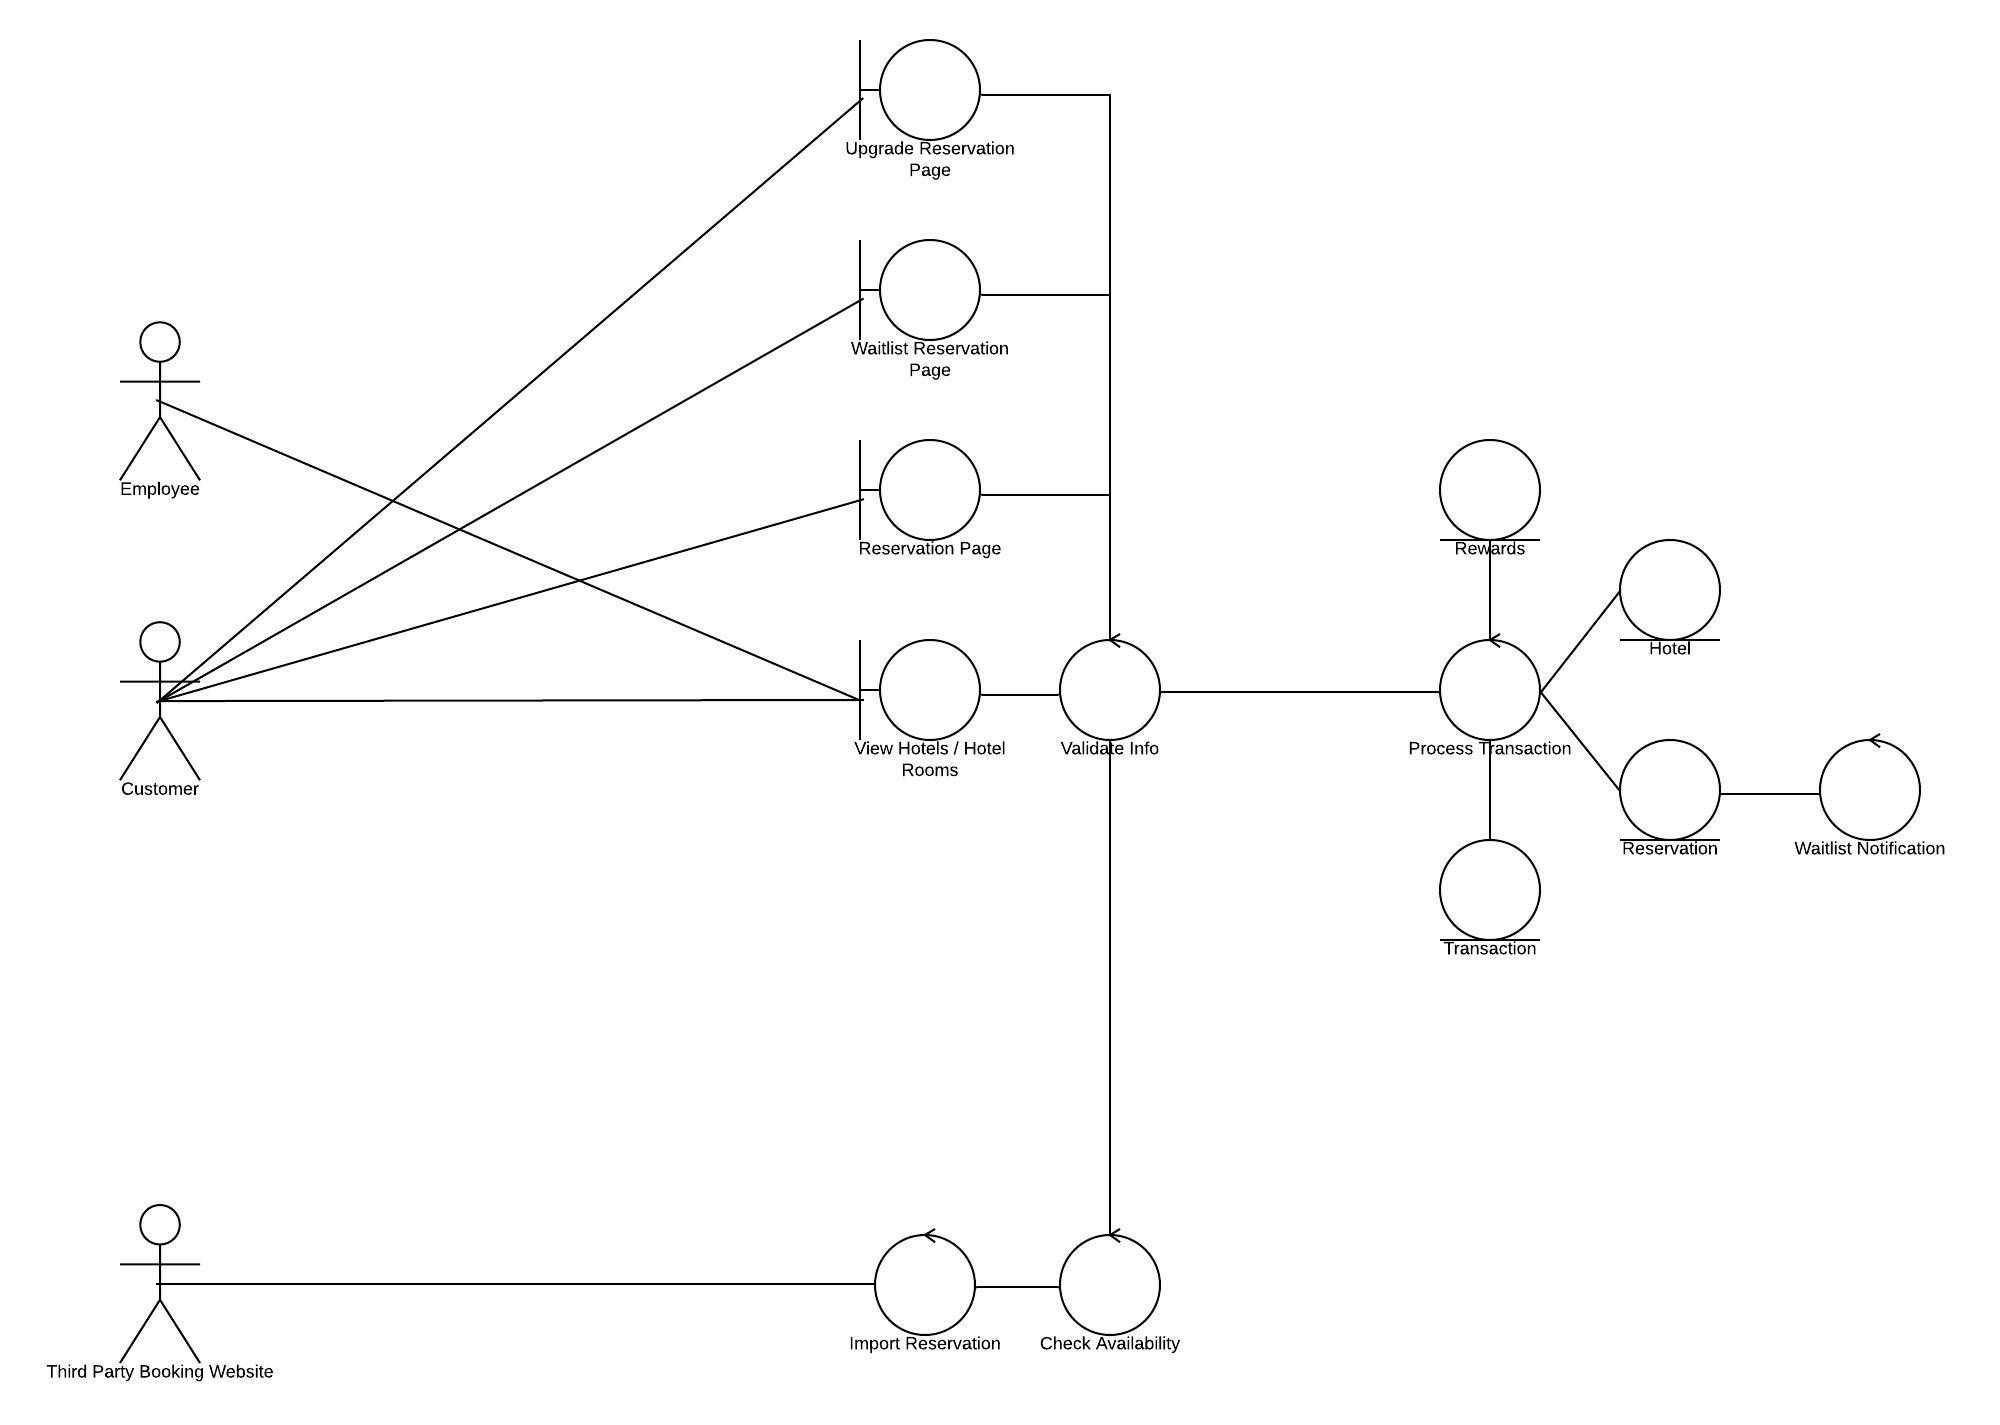 Upgrade Reservation
Page
Waitlist Reservation
Page
Employee
Reservation Page
Rewards
Hotel
View Hotels / Hotel
Rooms
Validate Info
Process Transaction
Customer
Reservation
Waitlist Notification
Transaction
Import Reservation
Check Availability
Third Party Booking Website